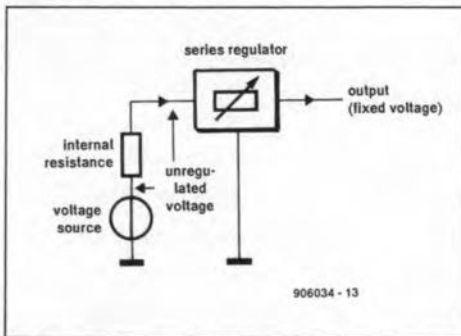 series regulator
output
(fixed voltage)
internal
resistance
unregu-
lated
voltage
voltage
source
906034 - 13